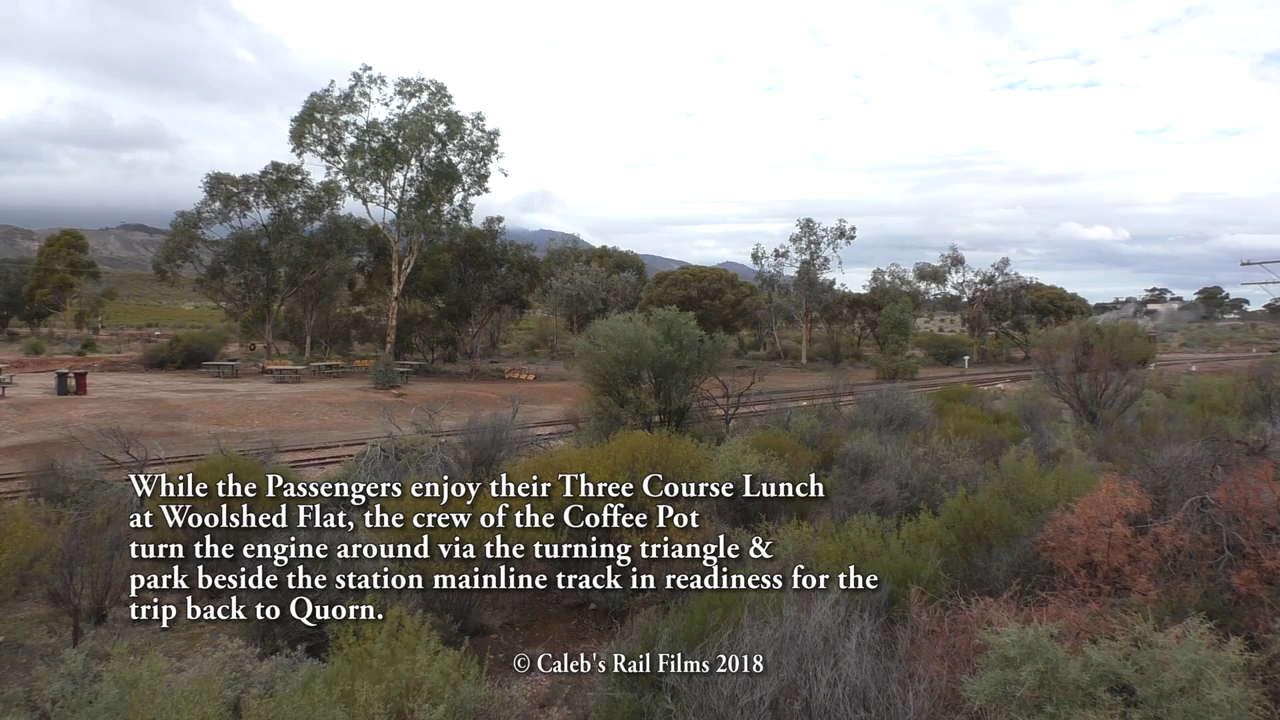 While the Passengers enjoy their Three Course Lunch
at Woolshed Flat, the crew of the Coffee Pot
turn the engine around via the turning triangle &
park beside the station mainline track in readiness for the
trip back to Quorn.
© Caleb's Rail Films 2018